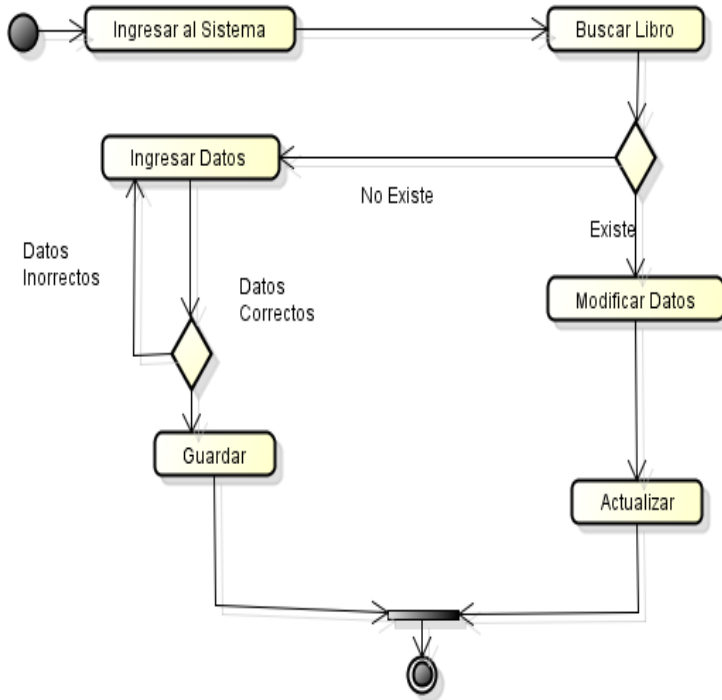 Ingresar al Sistema
Buscar Libro
Ingresar Datos
No Existe
Existe
Datos
Inorrectos
Datos
Correctos
Modificar Datos
Guardar
Actualizar